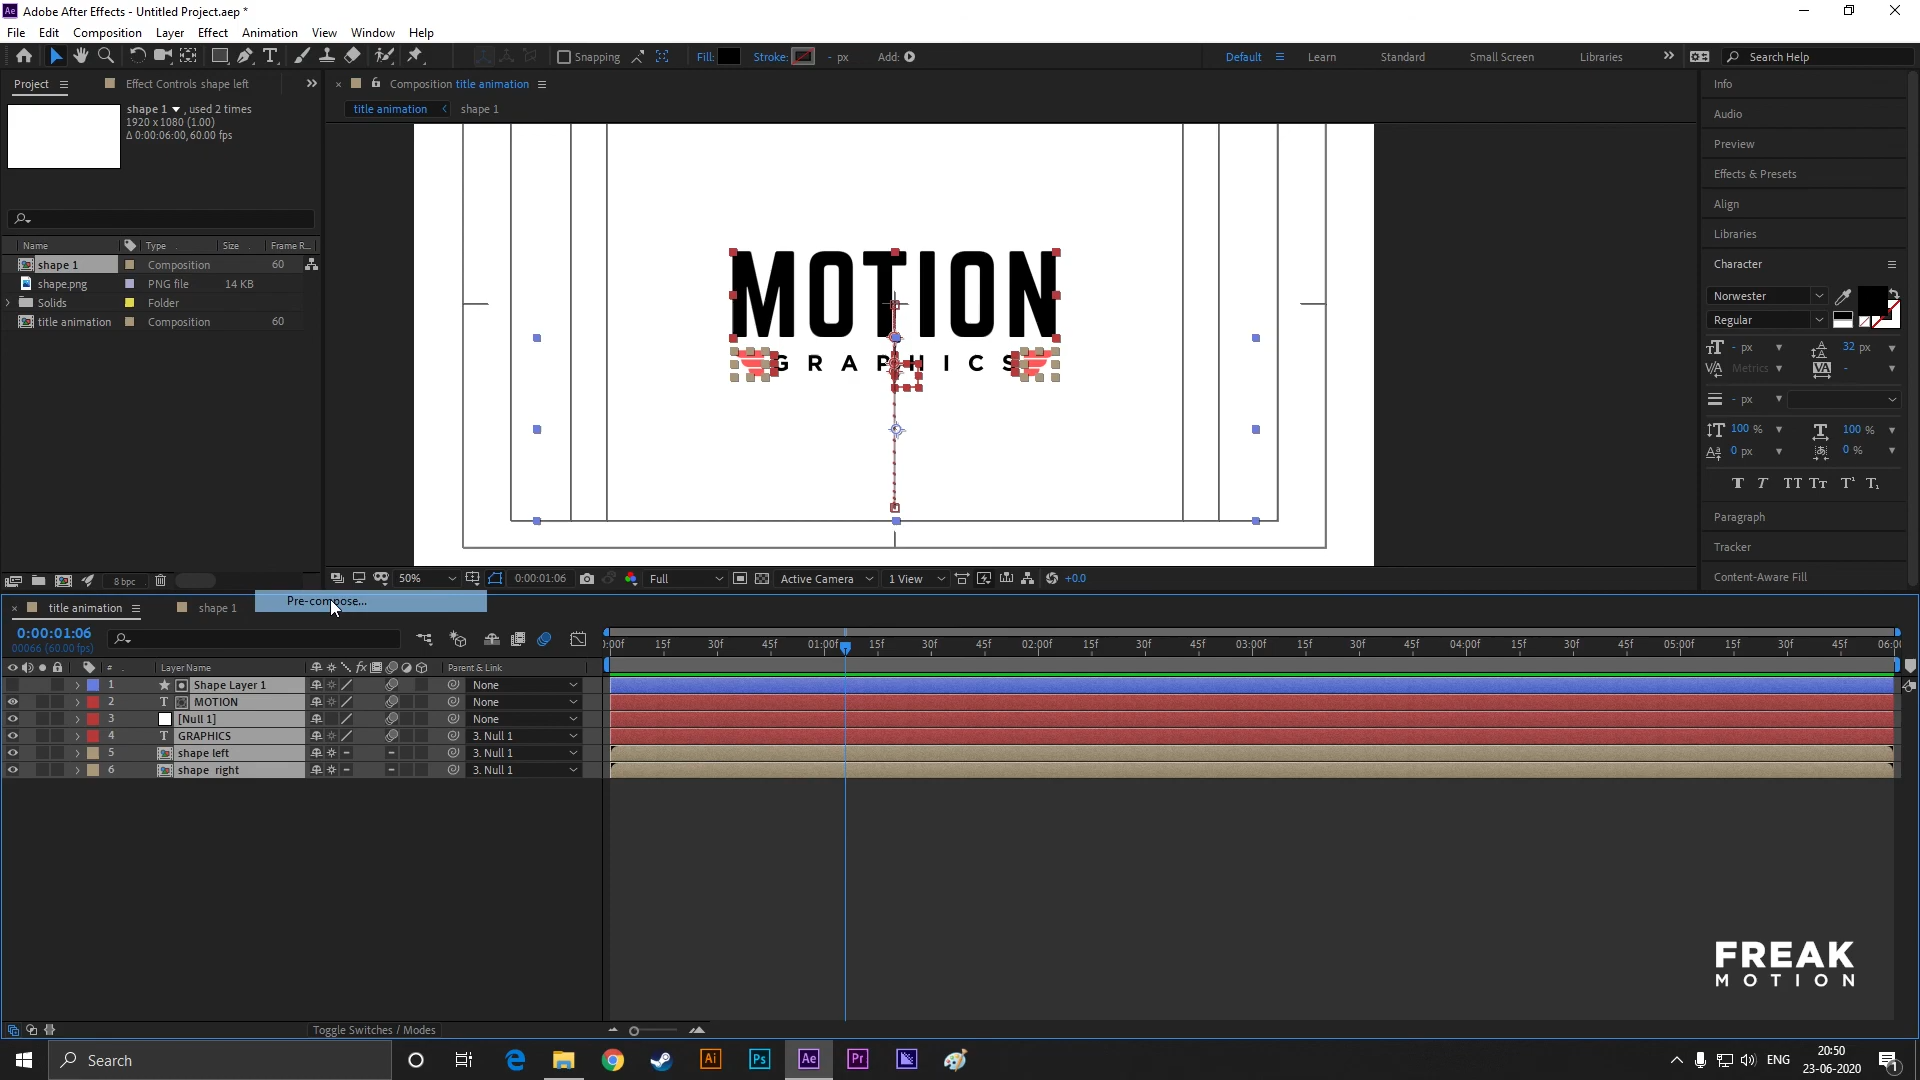 Adobe After Effects - Untitled Project.aep *
File Edit Composition Layer Effect Animation View Window Help
Snapping Fill: Stroke: - px Add: Default Learn Standard Small Screen Libraries Search Help
Project Effect Controls shape left
Composition title animation
title animation shape 1
shape 1 , used 2 times
1920 x 1080 (1.00)
Δ 0:00:06:00, 60.00 fps
Name Type Size Frame R...
shape 1 Composition 60
shape.png PNG file 14 KB
Solids Folder
title animation Composition 60
8 bpc
MOTION
GRAPHICS
50% 0:00:01:06 Full Active Camera 1 View +0.0
Info
Audio
Preview
Effects & Presets
Align
Libraries
Character
Norwester
Regular
- px 32 px
Metrics -
- px
100 % 100 %
0 px 0 %
Paragraph
Tracker
Content-Aware Fill
title animation shape 1
Pre-compose...
0:00:01:06
00066 (60.00 fps)
:00f 15f 30f 45f 01:00f 15f 30f 45f 02:00f 15f 30f 45f 03:00f 15f 30f 45f 04:00f 15f 30f 45f 05:00f 15f 30f 45f 06:00
# Layer Name Parent & Link
1 Shape Layer 1 None
2 MOTION None
3 [Null 1] None
4 GRAPHICS 3. Null 1
5 shape left 3. Null 1
6 shape right 3. Null 1
FREAK
MOTION
Toggle Switches / Modes
Search
ENG
20:50
23-06-2020